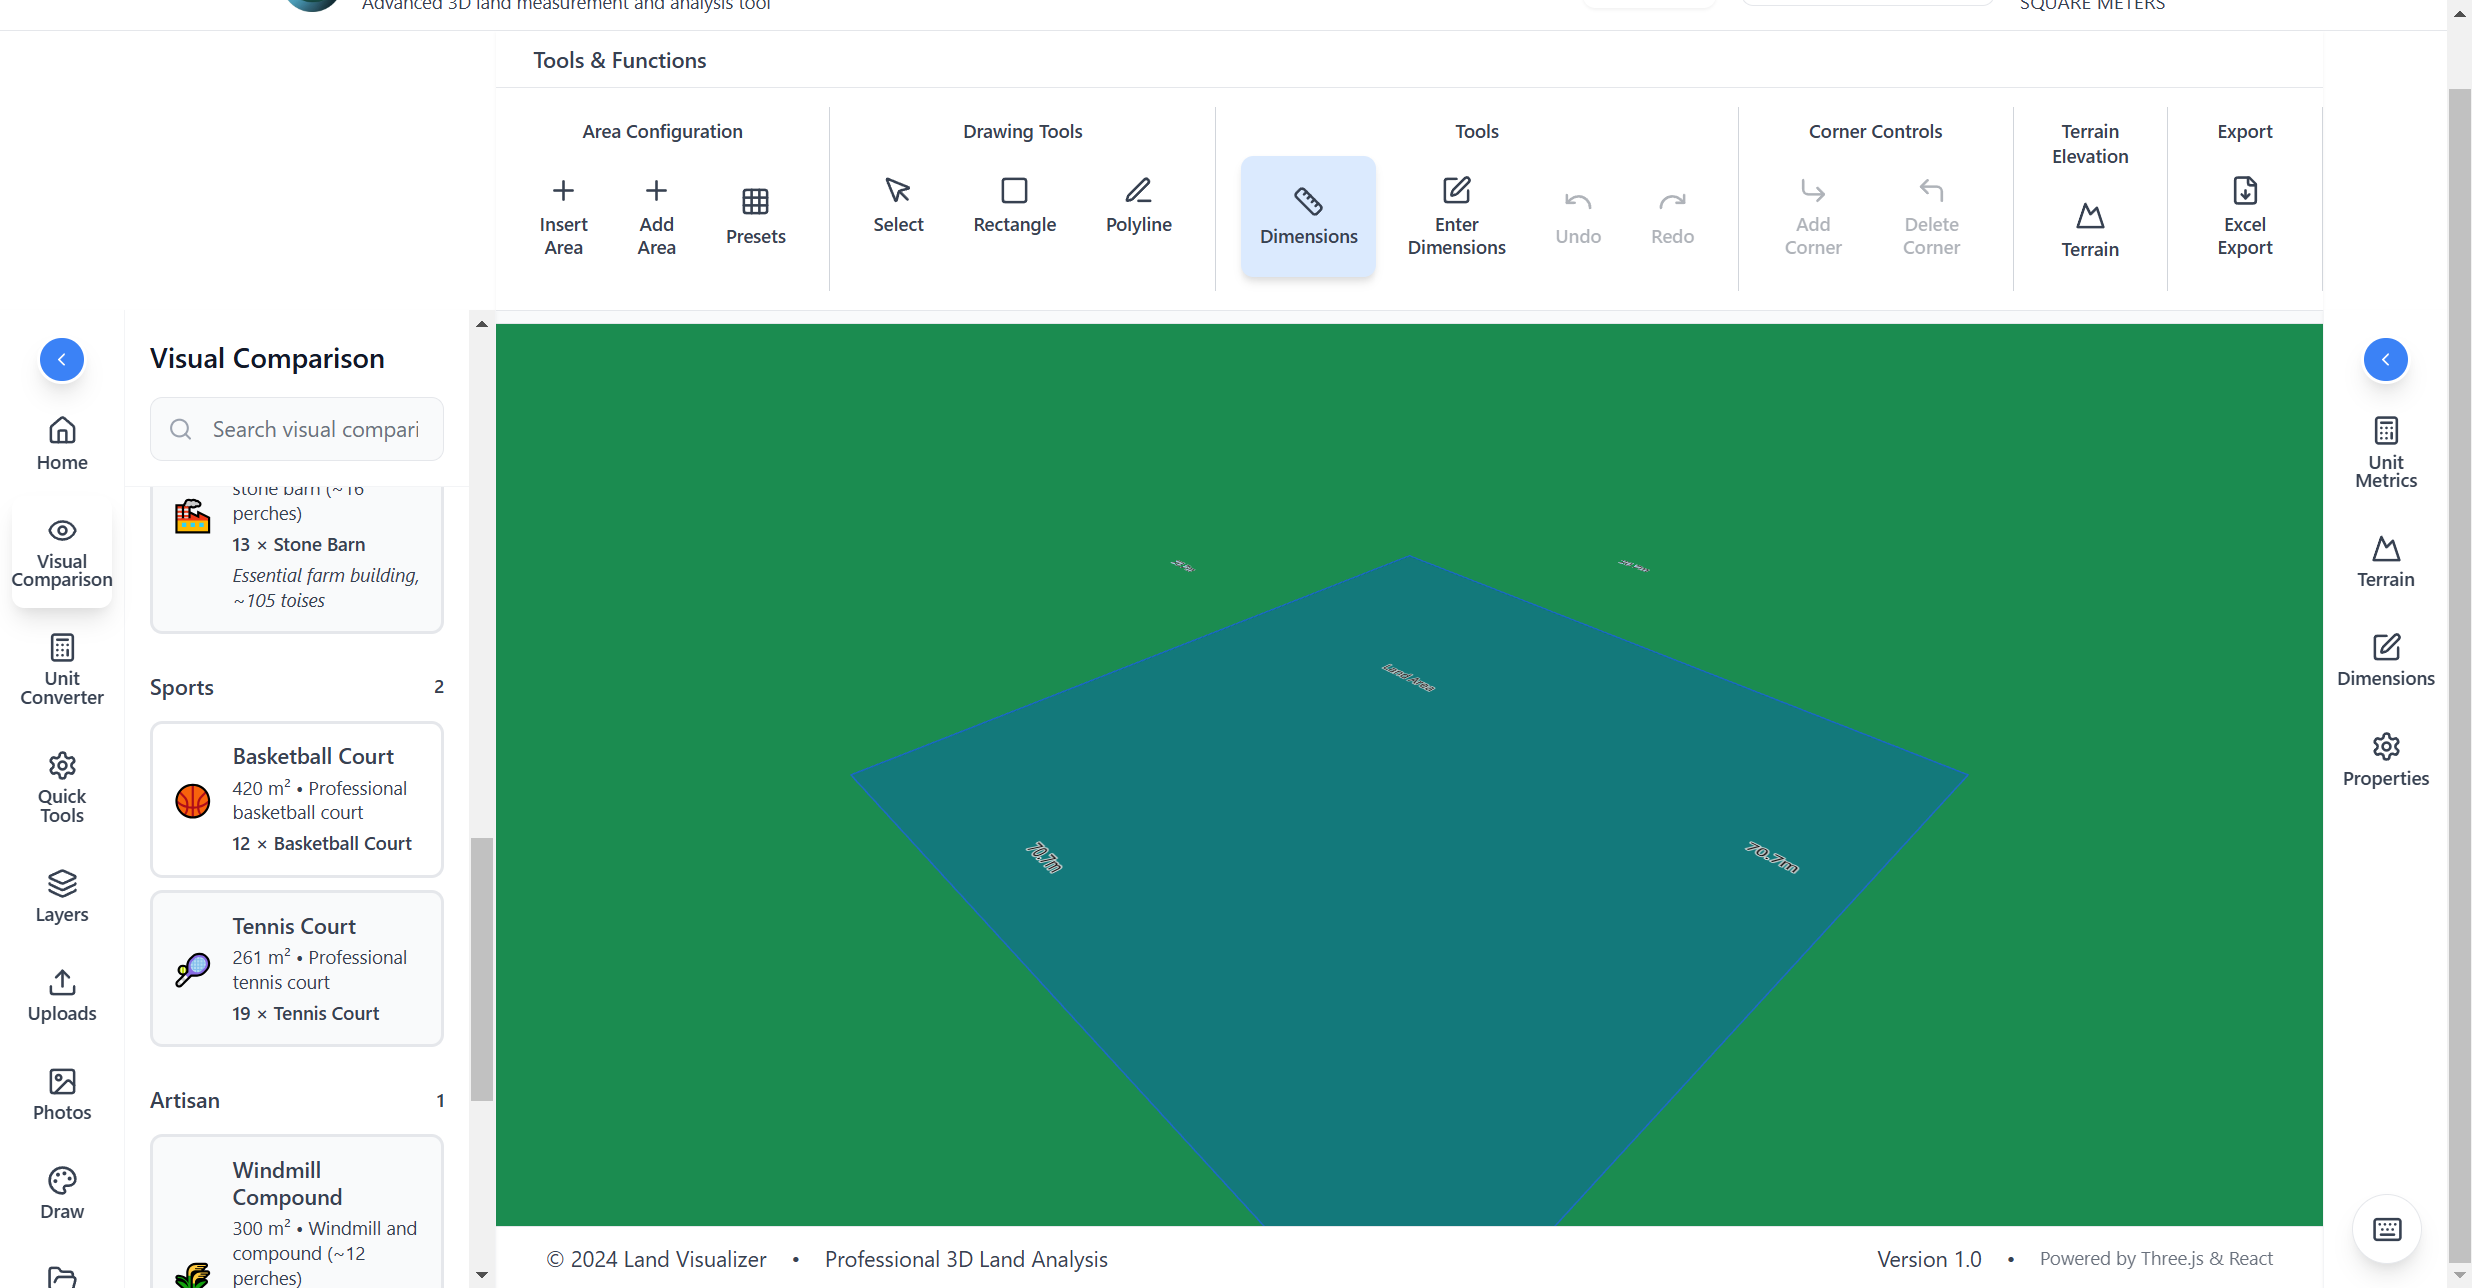 Advanced 3D land measurement and analysis tool
SQUARE METERS
Tools & Functions
Area Configuration
Insert
Area
Add
Area
Presets
Drawing Tools
Select
Rectangle
Polyline
Tools
Dimensions
Enter
Dimensions
Undo
Redo
Corner Controls
Add
Corner
Delete
Corner
Terrain
Elevation
Terrain
Export
Excel
Export
Home
Visual
Comparison
Unit
Converter
Quick
Tools
Layers
Uploads
Photos
Draw
Visual Comparison
Search visual compari
stone barn (~16
perches)
13 × Stone Barn
Essential farm building,
~105 toises
Sports
2
Basketball Court
420 m² • Professional
basketball court
12 × Basketball Court
Tennis Court
261 m² • Professional
tennis court
19 × Tennis Court
Artisan
1
Windmill
Compound
300 m² • Windmill and
compound (~12
perches)
Land Area
70.7m
70.7m
Unit
Metrics
Terrain
Dimensions
Properties
© 2024 Land Visualizer • Professional 3D Land Analysis
Version 1.0 • Powered by Three.js & React